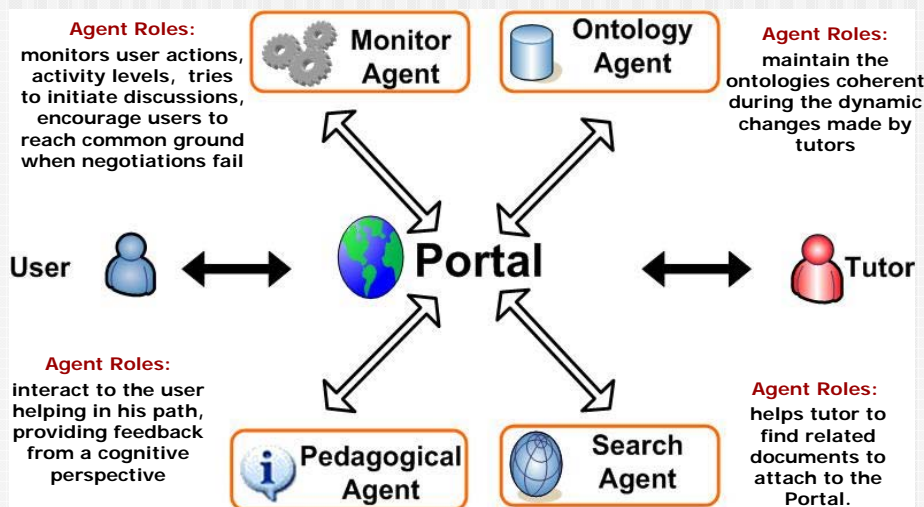 Agent Roles:
monitors user actions,
activity levels, tries
to initiate discussions,
encourage users to
reach common ground
when negotiations fail
Monitor
Agent
Ontology
Agent
Agent Roles:
maintain the
ontologies coherent
during the dynamic
changes made by
tutors
User
Portal
Tutor
Agent Roles:
interact to the user
helping in his path,
providing feedback
from a cognitive
perspective
i
Pedagogical
Agent
Search
Agent
Agent Roles:
helps tutor to
find related
documents to
attach to the
Portal.